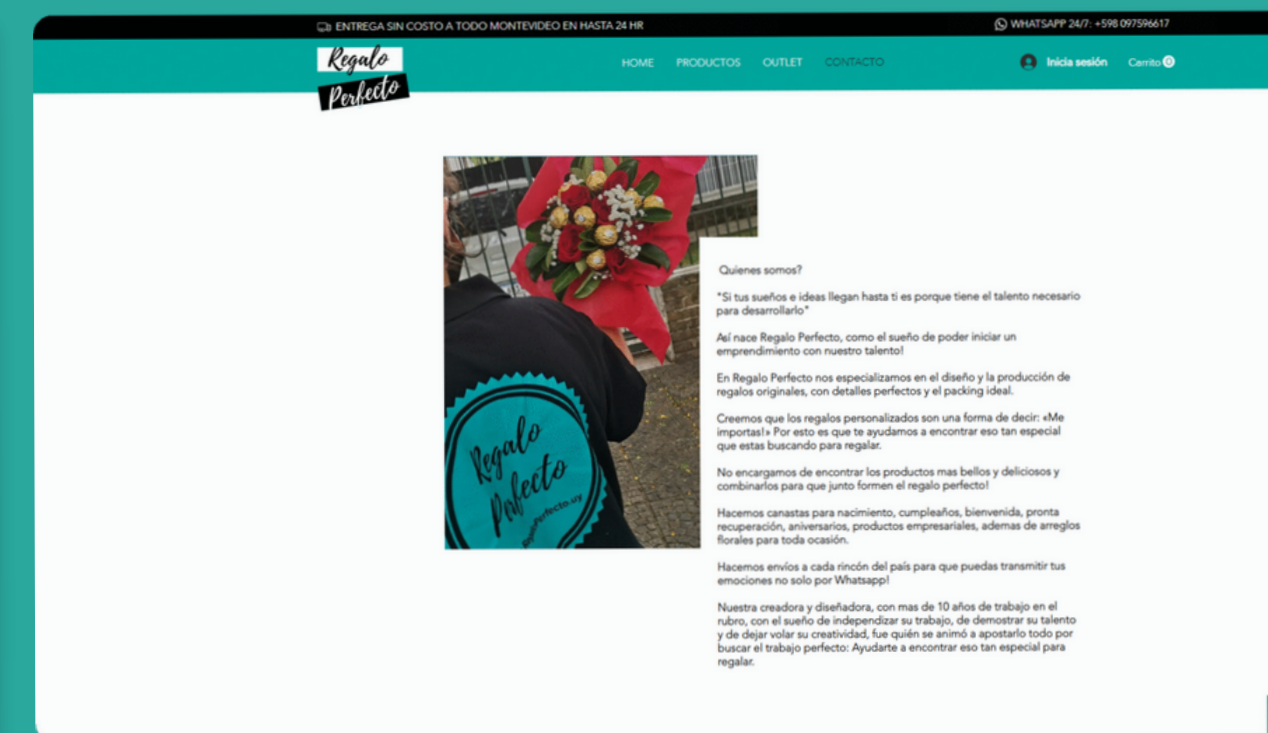 ENTREGA SIN COSTO A TODO MONTEVIDEO EN HASTA 24 HR
WHATSAPP 24/7: +598 097596617
Regalo
Perfecto
HOME PRODUCTOS OUTLET CONTACTO
Inicia sesión Carrito 0
Regalo
Perfecto
RegaloPerfecto.uy
Quienes somos?
"Si tus sueños e ideas llegan hasta ti es porque tiene el talento necesario
para desarrollarlo"
Así nace Regalo Perfecto, como el sueño de poder iniciar un
emprendimiento con nuestro talento!
En Regalo Perfecto nos especializamos en el diseño y la producción de
regalos originales, con detalles perfectos y el packing ideal.
Creemos que los regalos personalizados son una forma de decir: «Me
importas!» Por esto es que te ayudamos a encontrar eso tan especial
que estas buscando para regalar.
No encargamos de encontrar los productos mas bellos y deliciosos y
combinarlos para que junto formen el regalo perfecto!
Hacemos canastas para nacimiento, cumpleaños, bienvenida, pronta
recuperación, aniversarios, productos empresariales, ademas de arreglos
florales para toda ocasión.
Hacemos envíos a cada rincón del país para que puedas transmitir tus
emociones no solo por Whatsapp!
Nuestra creadora y diseñadora, con mas de 10 años de trabajo en el
rubro, con el sueño de independizar su trabajo, de demostrar su talento
y de dejar volar su creatividad, fue quién se animó a apostarlo todo por
buscar el trabajo perfecto: Ayudarte a encontrar eso tan especial para
regalar.